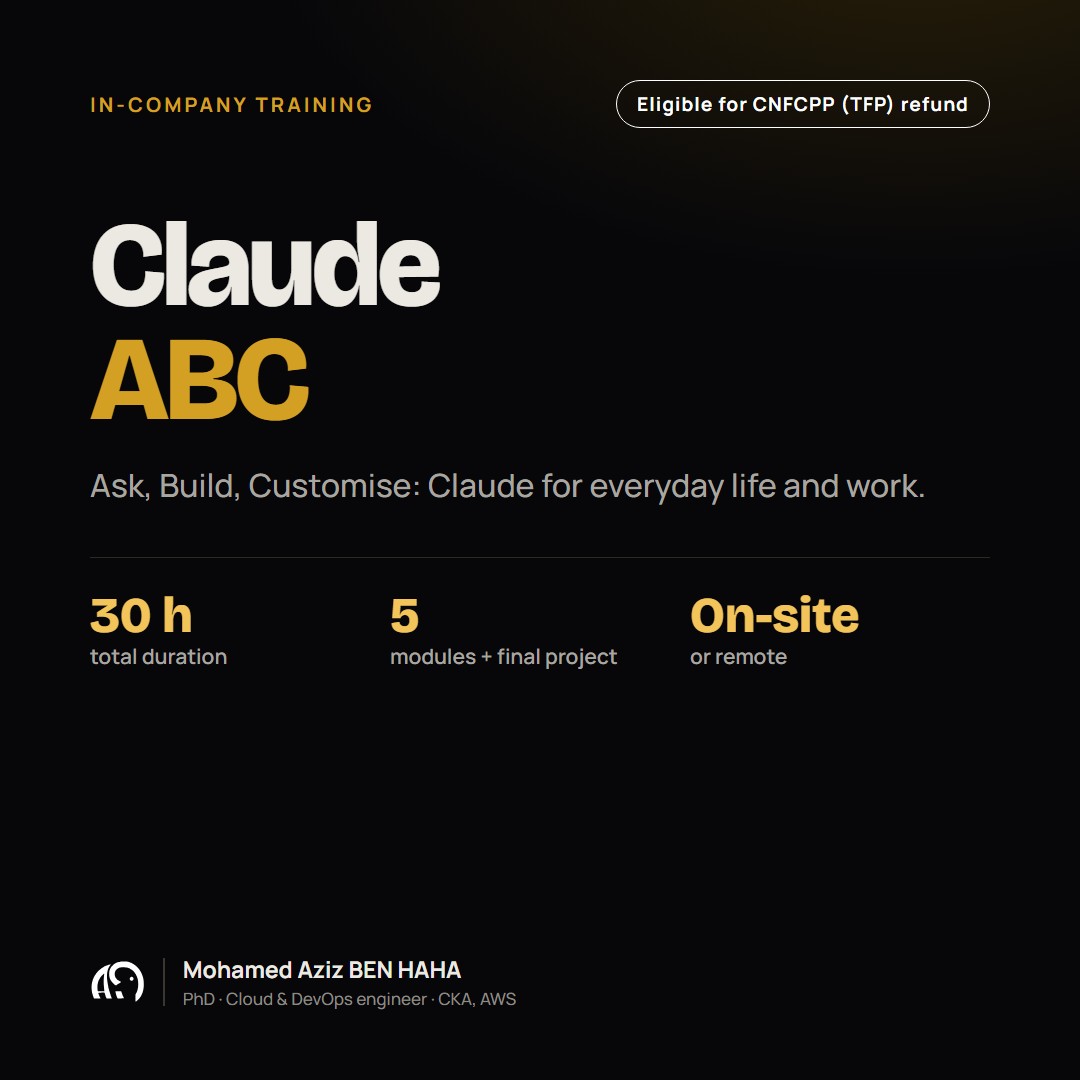 IN-COMPANY TRAINING
Eligible for CNFCPP (TFP) refund
Claude
ABC
Ask, Build, Customise: Claude for everyday life and work.
30 h
total duration
5
modules + final project
On-site
or remote
Mohamed Aziz BEN HAHA
PhD · Cloud & DevOps engineer · CKA, AWS